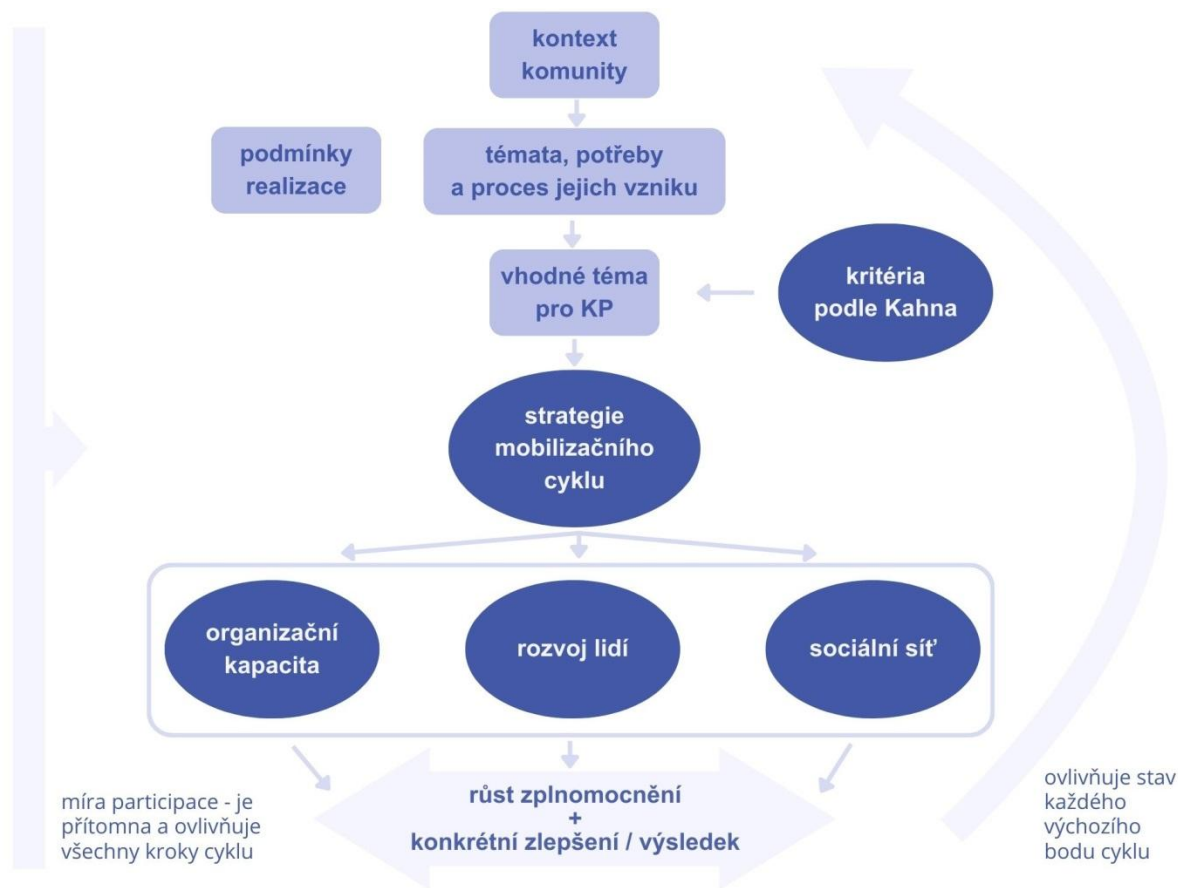 kontext
komunity
podmínky
realizace
témata, potřeby
a proces jejich vzniku
vhodné téma
pro KP
kritéria
podle Kahna
strategie
mobilizačního
cyklu
organizační
kapacita
rozvoj lidí
sociální síť
míra participace - je
přítomna a ovlivňuje
všechny kroky cyklu
růst zplnomocnění
+
konkrétní zlepšení / výsledek
ovlivňuje stav
každého
výchozího
bodu cyklu